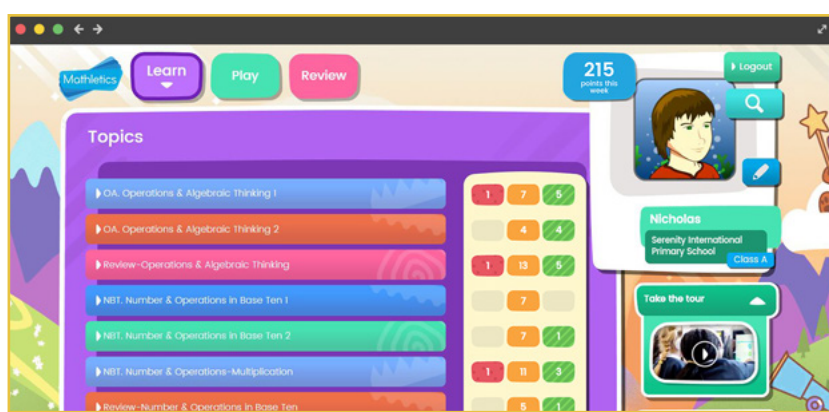 Mathletics
Learn
Play
Review
215
points this
week
Logout
Topics
OA. Operations & Algebraic Thinking 1
1 7 5
OA. Operations & Algebraic Thinking 2
4 4
Review-Operations & Algebraic Thinking
1 13 5
NBT. Number & Operations in Base Ten 1
7
NBT. Number & Operations in Base Ten 2
7 1
NBT. Number & Operations-Multiplication
1 11 3
Review-Number & Operations in Base Ten
5 1
Nicholas
Serenity International
Primary School
Class A
Take the tour